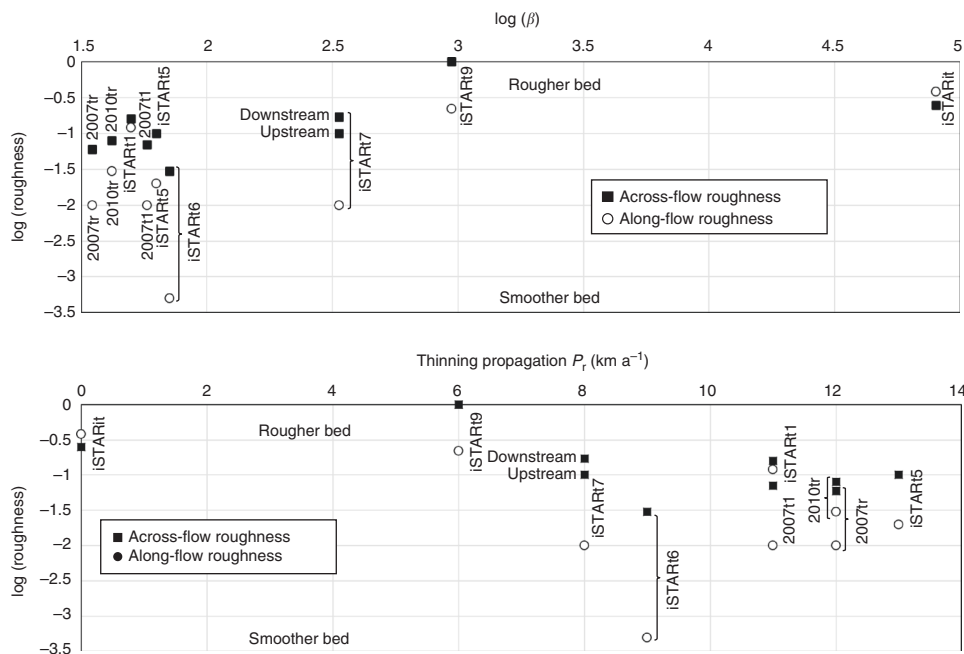 log (β)
1.5 2 2.5 3 3.5 4 4.5 5
0
−0.5
−1
−1.5
−2
−2.5
−3
−3.5
log (roughness)
Rougher bed
Smoother bed
2007tr
2010tr
iSTARt1
2007t1
iSTARt5
2007tr
2010tr
2007t1
iSTARt5
iSTARt6
Downstream
Upstream
iSTARt7
iSTARt9
iSTARit
Across-flow roughness
Along-flow roughness
Thinning propagation Pr (km a−1)
0 2 4 6 8 10 12 14
0
−0.5
−1
−1.5
−2
−2.5
−3
−3.5
log (roughness)
Rougher bed
Smoother bed
iSTARit
iSTARt9
Downstream
Upstream
iSTARt7
iSTARt6
iSTARt1
2007t1
2010tr
2007tr
iSTARt5
Across-flow roughness
Along-flow roughness